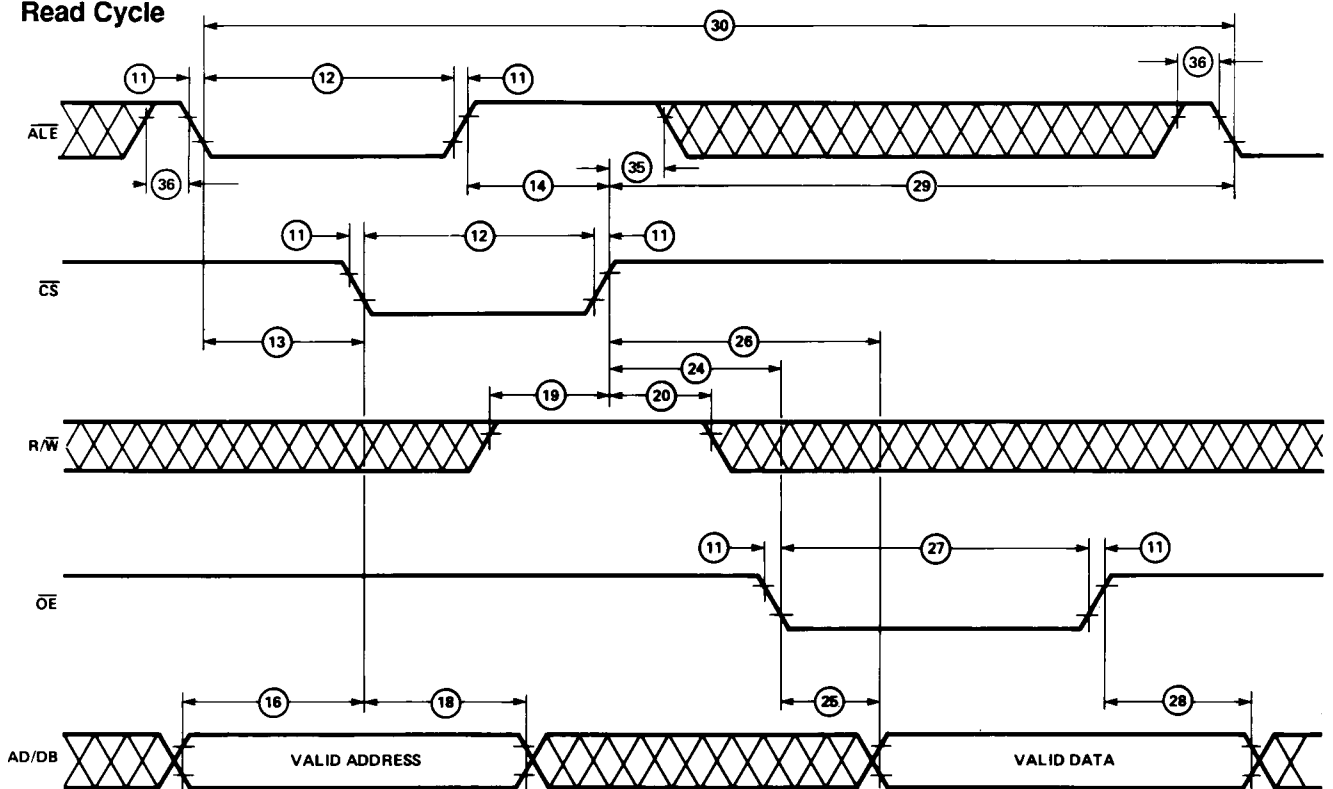 Read Cycle
30
11 12 11 36
ALE
36 14 35 29
11 12 11
CS
13 26
24
19 20
R/W
11 27 11
OE
16 18 25 28
AD/DB VALID ADDRESS VALID DATA